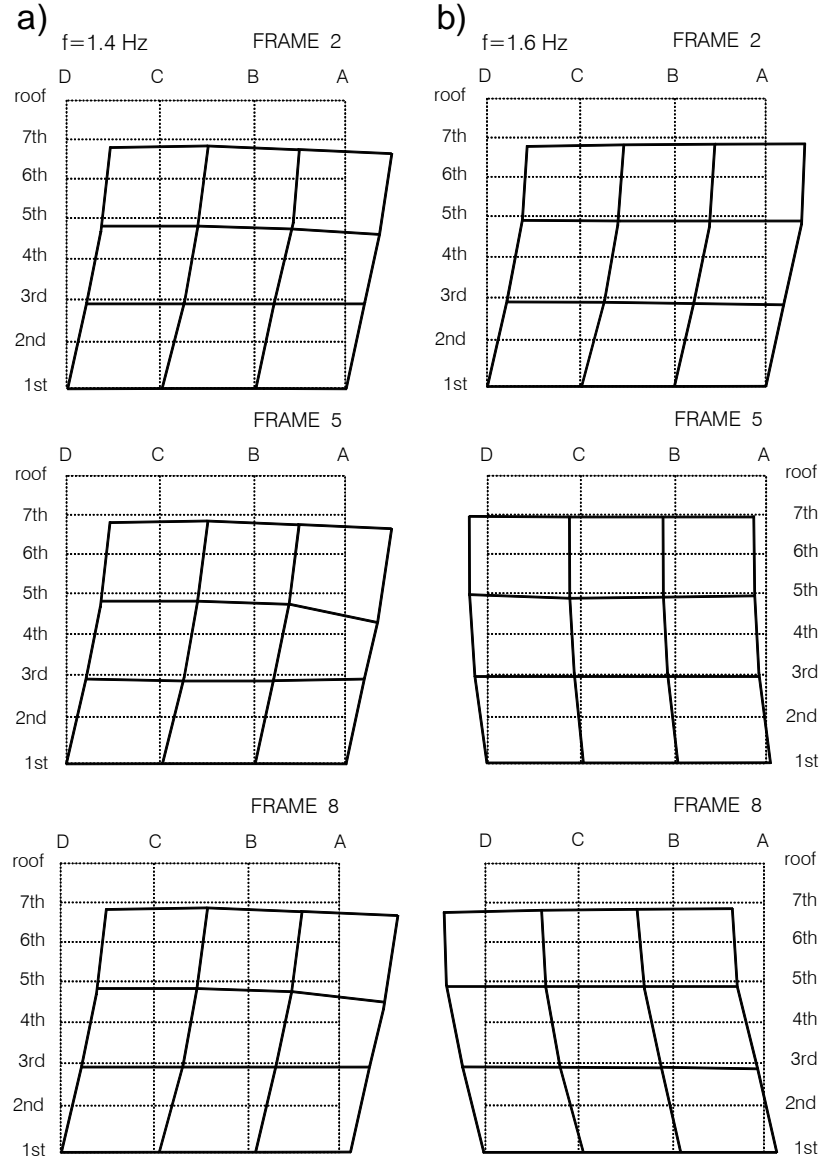 a)
f=1.4 Hz FRAME 2
D C B A
roof
7th
6th
5th
4th
3rd
2nd
1st
FRAME 5
D C B A
roof
7th
6th
5th
4th
3rd
2nd
1st
FRAME 8
D C B A
roof
7th
6th
5th
4th
3rd
2nd
1st
b)
f=1.6 Hz FRAME 2
D C B A
roof
7th
6th
5th
4th
3rd
2nd
1st
FRAME 5
D C B A
roof
7th
6th
5th
4th
3rd
2nd
1st
FRAME 8
D C B A
roof
7th
6th
5th
4th
3rd
2nd
1st